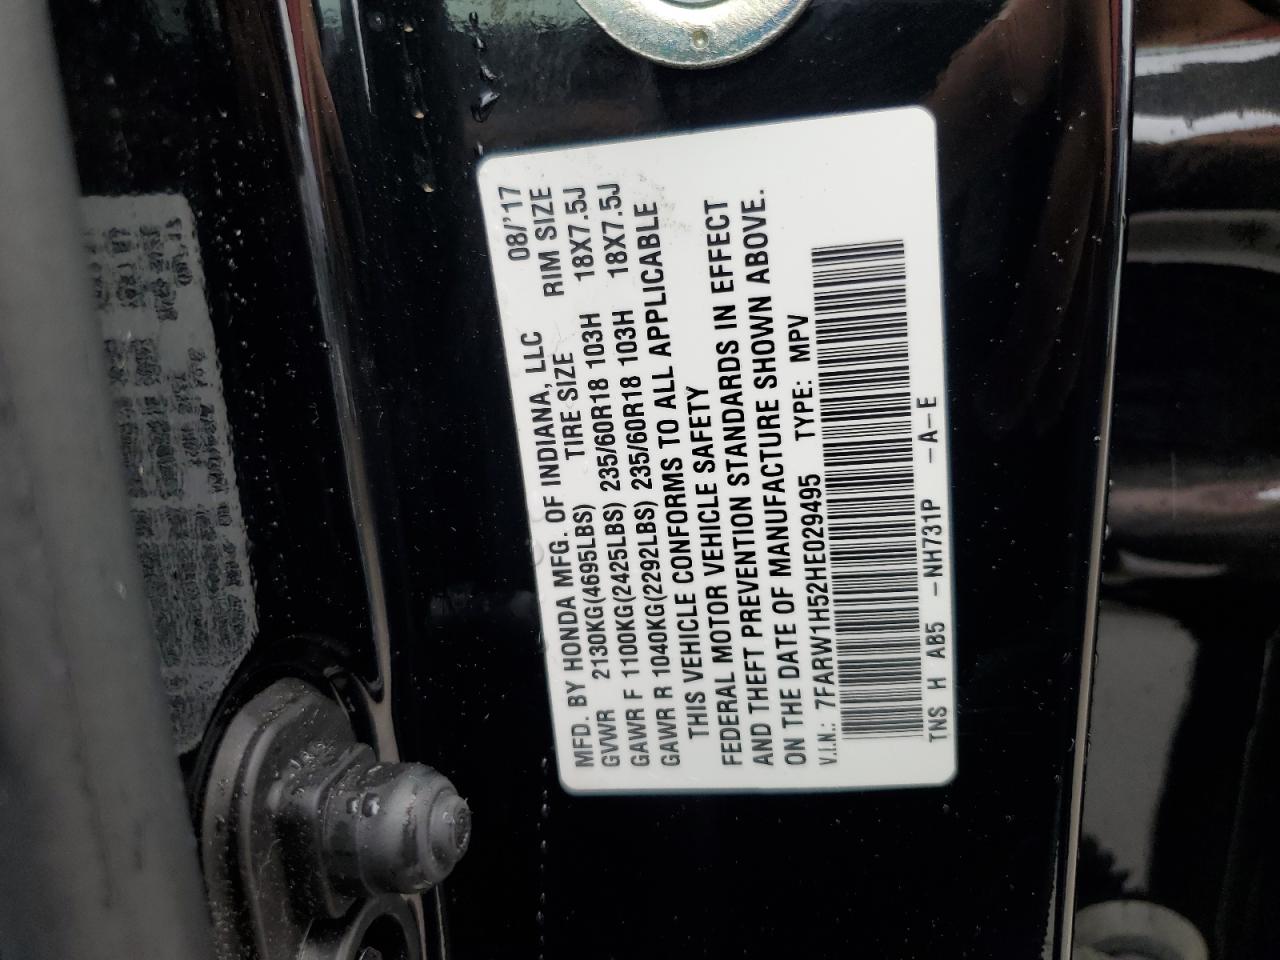 MFD. BY HONDA MFG. OF INDIANA, LLC 08/'17
GVWR 2130KG(4695LBS) TIRE SIZE RIM SIZE
GAWR F 1100KG(2425LBS) 235/60R18 103H 18X7.5J
GAWR R 1040KG(2292LBS) 235/60R18 103H 18X7.5J
THIS VEHICLE CONFORMS TO ALL APPLICABLE
FEDERAL MOTOR VEHICLE SAFETY
AND THEFT PREVENTION STANDARDS IN EFFECT
ON THE DATE OF MANUFACTURE SHOWN ABOVE.
V.I.N.: 7FARW1H52HE029495 TYPE: MPV
TNS H AB5 -NH731P -A-E